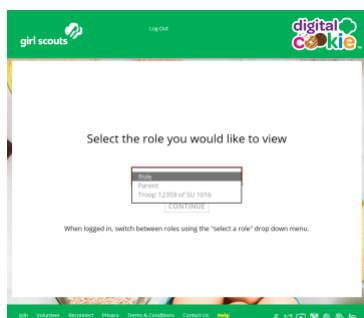 girl scouts
Log Out
digital
cookie
Select the role you would like to view
Role
Parent
Troop 12359 of SU 1016
CONTINUE
When logged in, switch between roles using the "select a role" drop down menu.
Join Volunteer Reconnect Privacy Terms & Conditions Contact Us Help